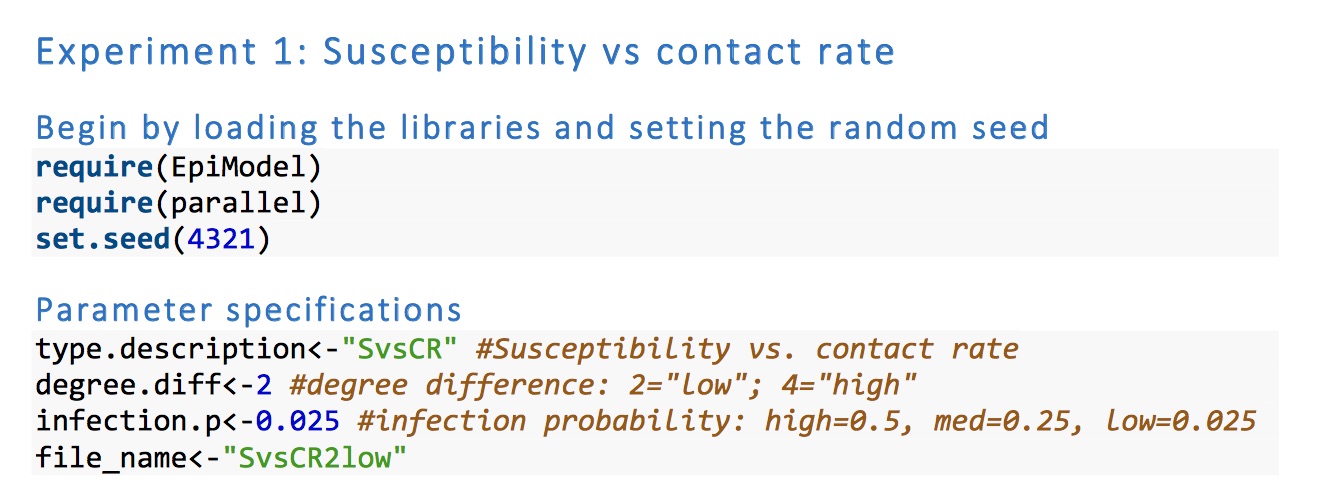 Experiment 1: Susceptibility vs contact rate
Begin by loading the libraries and setting the random seed
require(EpiModel)
require(parallel)
set.seed(4321)
Parameter specifications
type.description<-"SvsCR" #Susceptibility vs. contact rate
degree.diff<-2 #degree difference: 2="low"; 4="high"
infection.p<-0.025 #infection probability: high=0.5, med=0.25, low=0.025
file_name<-"SvsCR2low"